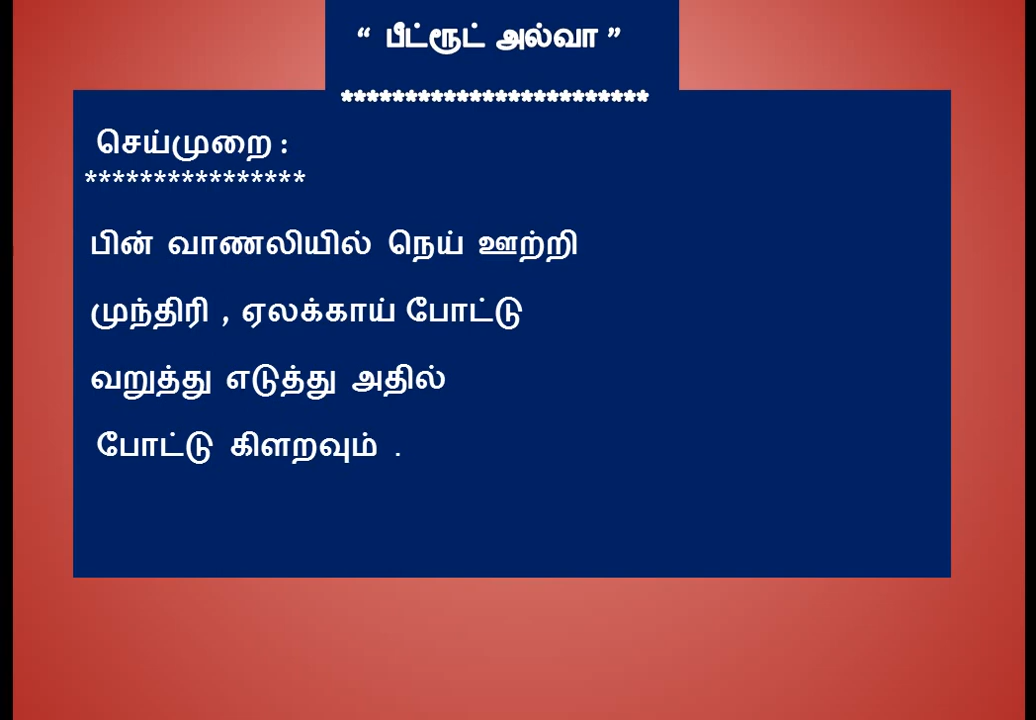 “ பீட்ரூட் அல்வா ”
************************
செய்முறை :
****************
பின் வாணலியில் நெய் ஊற்றி
முந்திரி , ஏலக்காய் போட்டு
வறுத்து எடுத்து அதில்
போட்டு கிளறவும் .